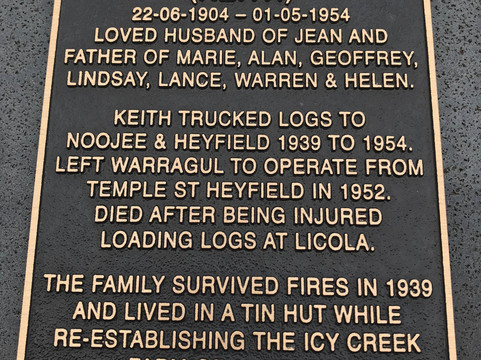 22-06-1904 – 01-05-1954
LOVED HUSBAND OF JEAN AND
FATHER OF MARIE, ALAN, GEOFFREY,
LINDSAY, LANCE, WARREN & HELEN.
KEITH TRUCKED LOGS TO
NOOJEE & HEYFIELD 1939 TO 1954.
LEFT WARRAGUL TO OPERATE FROM
TEMPLE ST HEYFIELD IN 1952.
DIED AFTER BEING INJURED
LOADING LOGS AT LICOLA.
THE FAMILY SURVIVED FIRES IN 1939
AND LIVED IN A TIN HUT WHILE
RE-ESTABLISHING THE ICY CREEK